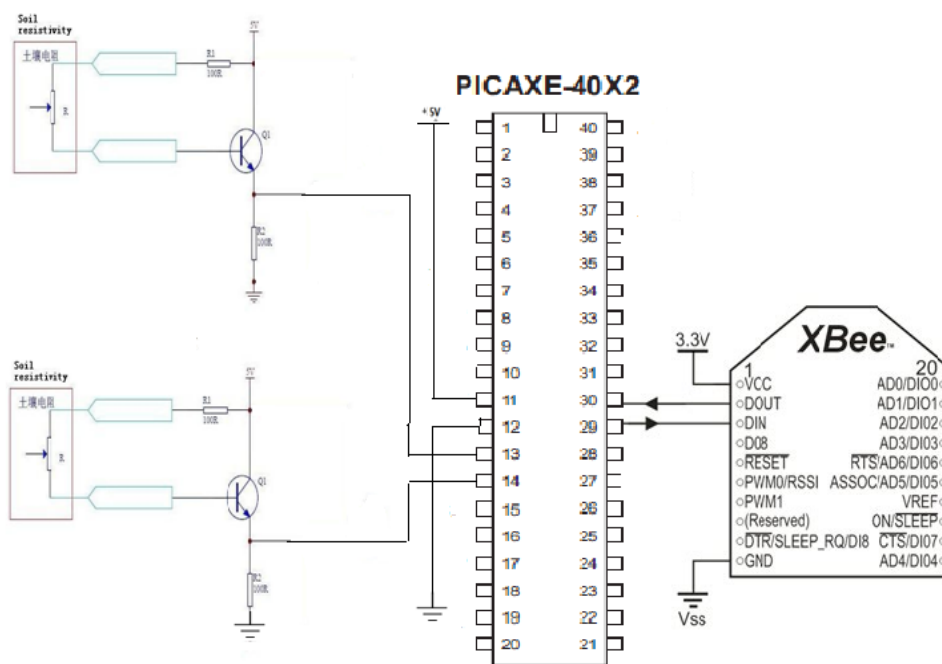 Soil
resistivity
土壤电阻
R1
100R
5V
Q1
R2
100R
Soil
resistivity
土壤电阻
R1
100R
5V
Q1
R2
100R
PICAXE-40X2
+5V
1 40
2 39
3 38
4 37
5 36
6 35
7 34
8 33
9 32
10 31
11 30
12 29
13 28
14 27
15 26
16 25
17 24
18 23
19 22
20 21
3.3V
XBee™
1 20
VCC AD0/DIO0
DOUT AD1/DIO1
DIN AD2/DIO2
DO8 AD3/DIO3
RESET RTS/AD6/DIO6
PWM0/RSSI ASSOC/AD5/DIO5
PWM1 VREF
(Reserved) ON/SLEEP
DTR/SLEEP_RQ/DI8 CTS/DIO7
GND AD4/DIO4
Vss